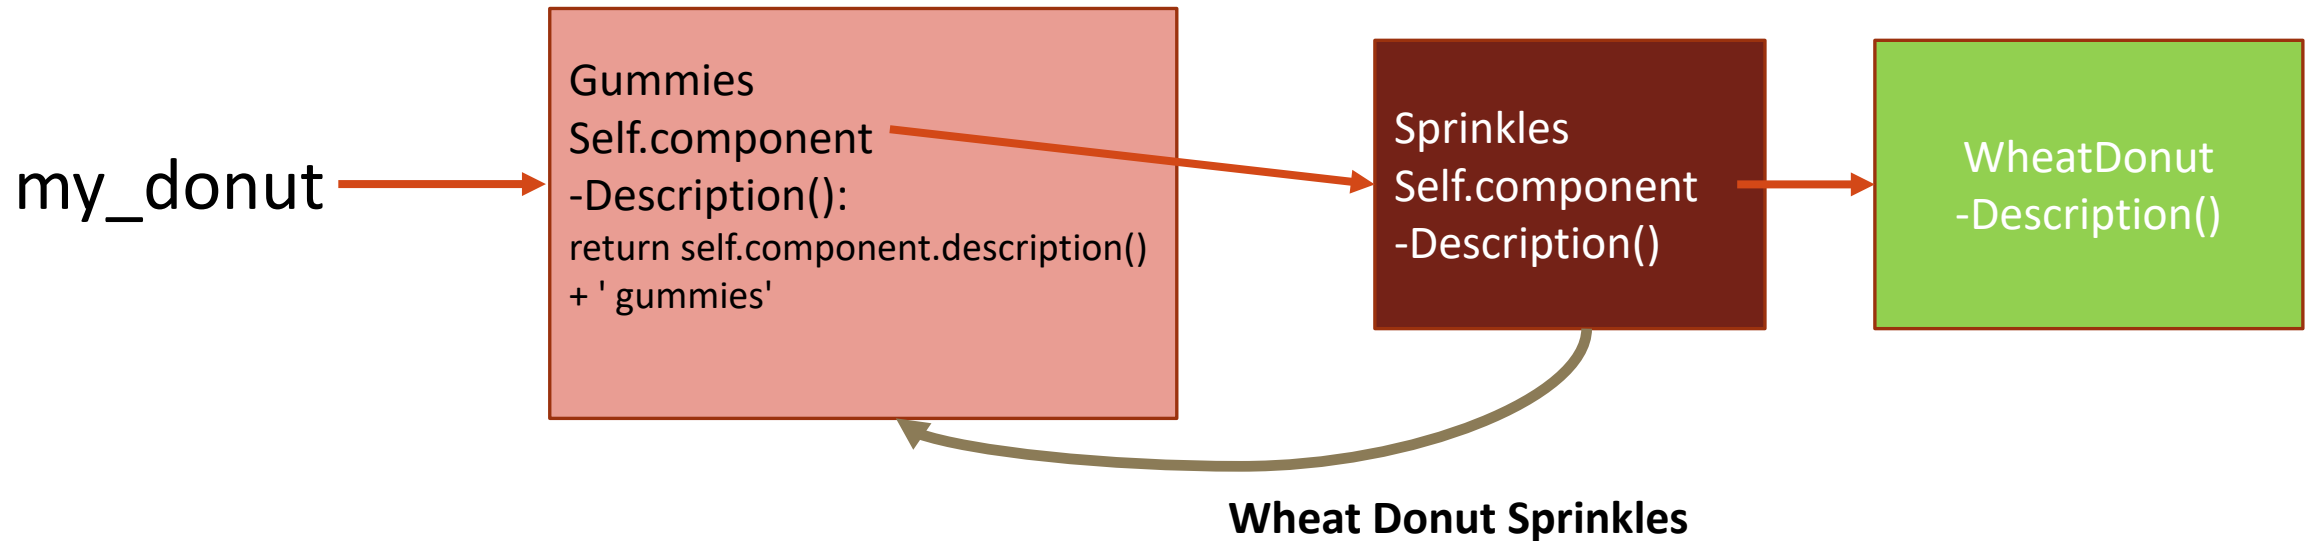 my_donut
Gummies
Self.component
-Description():
return self.component.description()
+ ' gummies'
Sprinkles
Self.component
-Description()
WheatDonut
-Description()
Wheat Donut Sprinkles